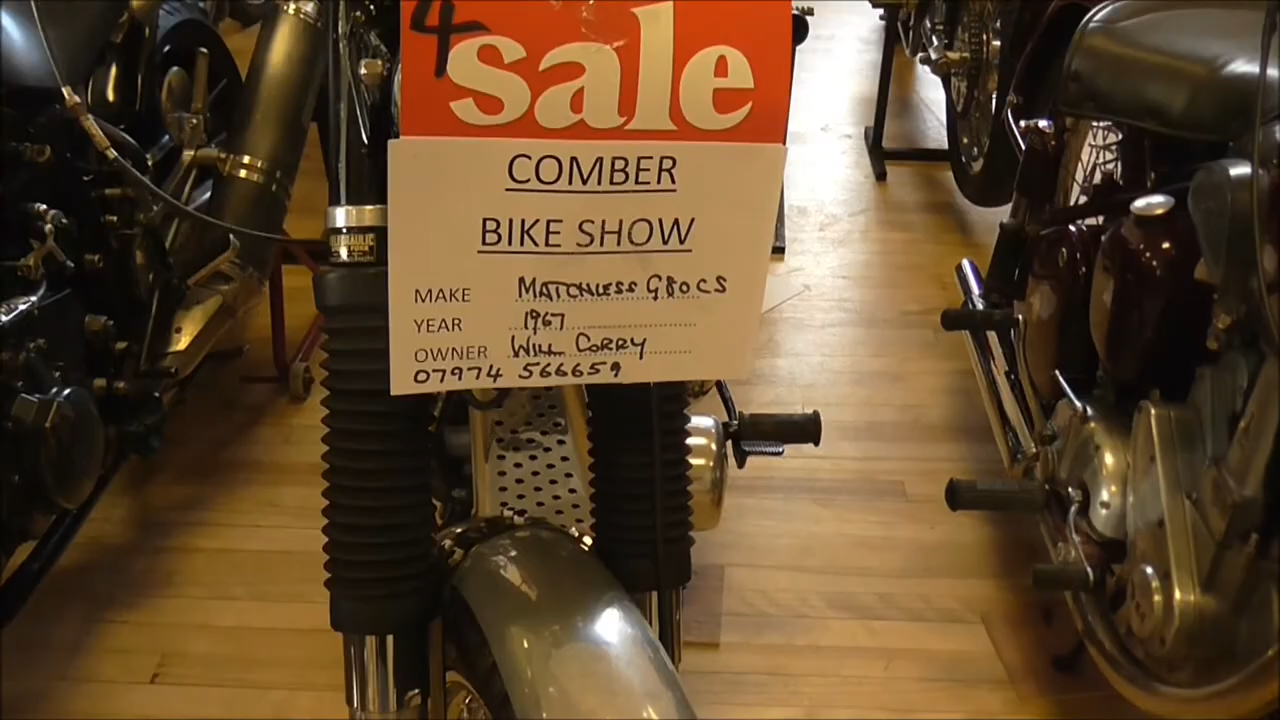 4
sale
COMBER
BIKE SHOW
MAKE MATCHLESS G80CS
YEAR 1967
OWNER WILL CORRY
07974 566659